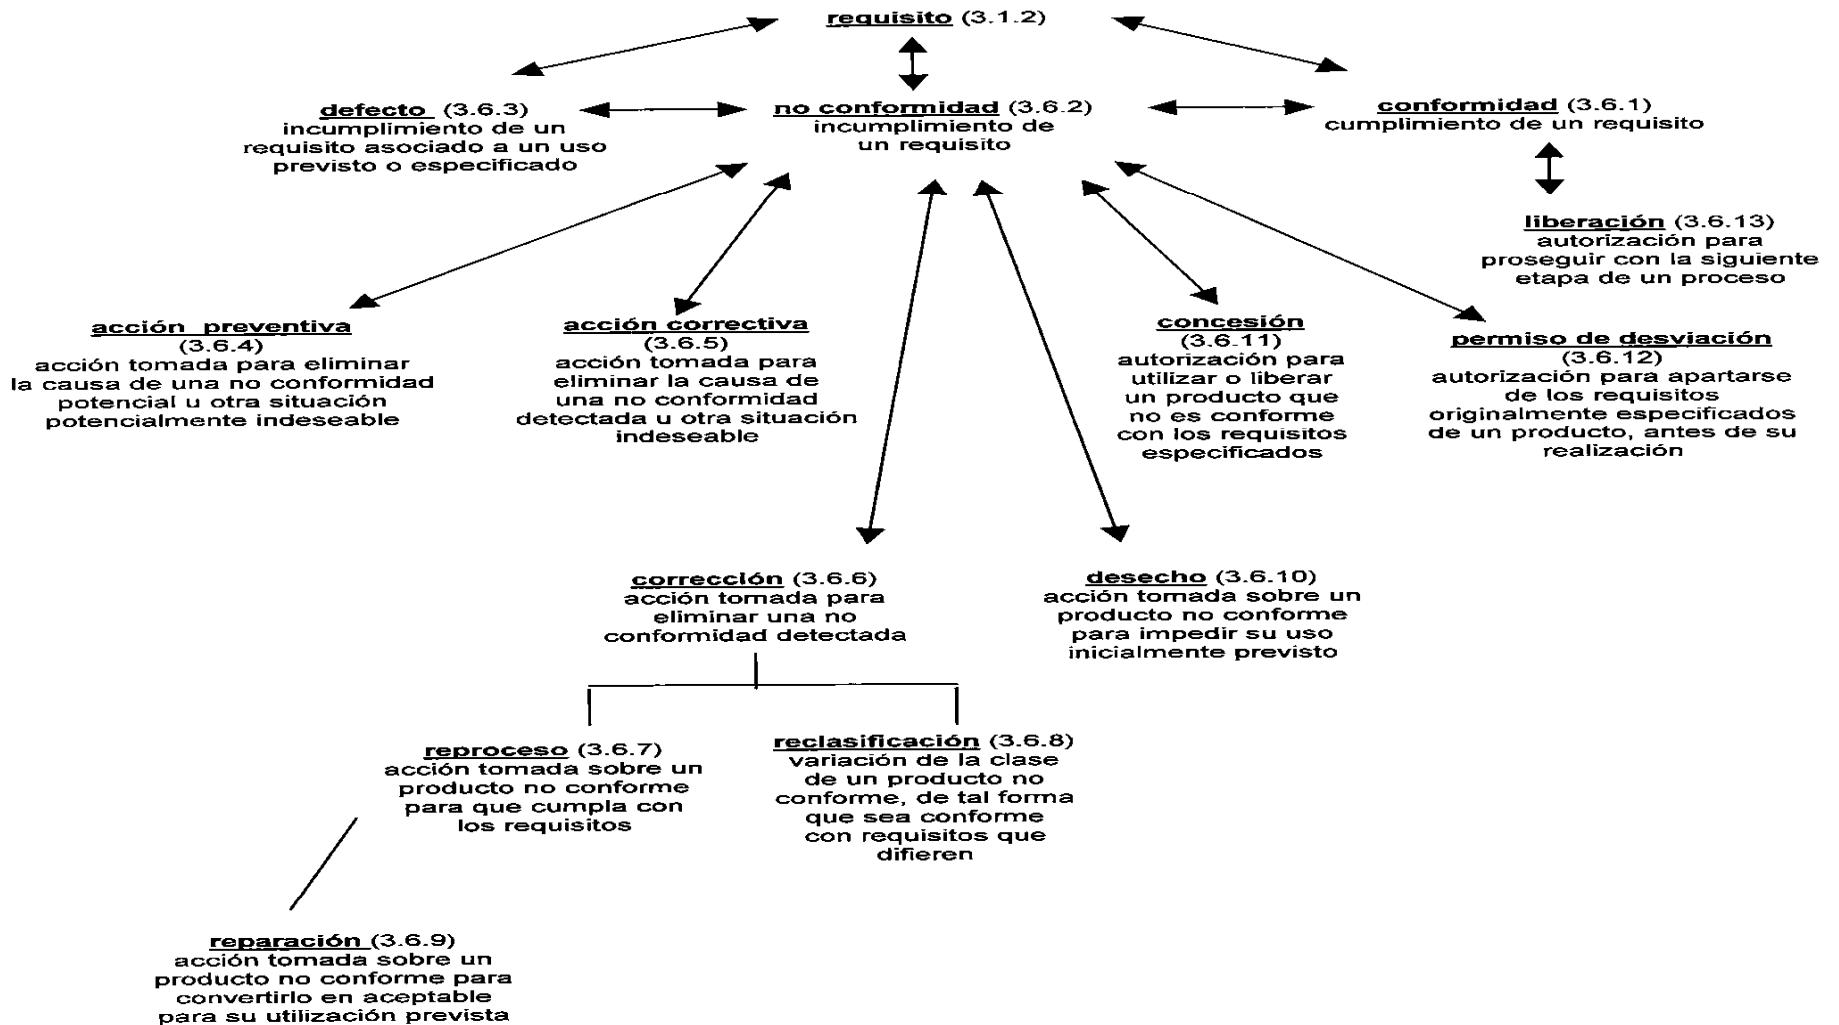 requisito (3.1.2)
defecto (3.6.3)
incumplimiento de un
requisito asociado a un uso
previsto o especificado
no conformidad (3.6.2)
incumplimiento de
un requisito
conformidad (3.6.1)
cumplimiento de un requisito
liberación (3.6.13)
autorización para
proseguir con la siguiente
etapa de un proceso
acción preventiva
(3.6.4)
acción tomada para eliminar
la causa de una no conformidad
potencial u otra situación
potencialmente indeseable
acción correctiva
(3.6.5)
acción tomada para
eliminar la causa de
una no conformidad
detectada u otra situación
indeseable
concesión
(3.6.11)
autorización para
utilizar o liberar
un producto que
no es conforme
con los requisitos
especificados
permiso de desviación
(3.6.12)
autorización para apartarse
de los requisitos
originalmente especificados
de un producto, antes de su
realización
corrección (3.6.6)
acción tomada para
eliminar una no
conformidad detectada
desecho (3.6.10)
acción tomada sobre un
producto no conforme
para impedir su uso
inicialmente previsto
reproceso (3.6.7)
acción tomada sobre un
producto no conforme
para que cumpla con
los requisitos
reclasificación (3.6.8)
variación de la clase
de un producto no
conforme, de tal forma
que sea conforme
con requisitos que
difieren
reparación (3.6.9)
acción tomada sobre un
producto no conforme para
convertirlo en aceptable
para su utilización prevista